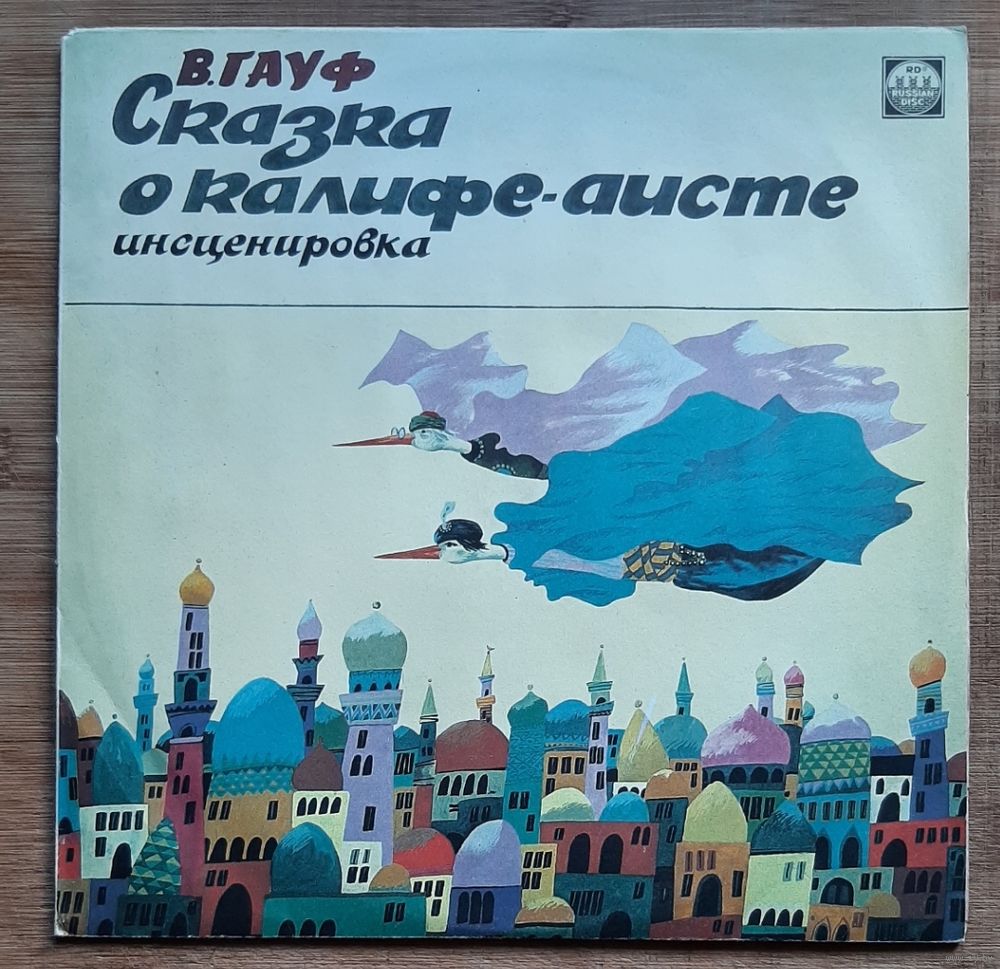 В. ГАУФ
Сказка
о калифе-аисте
инсценировка
RD®
RUSSIAN
DISC